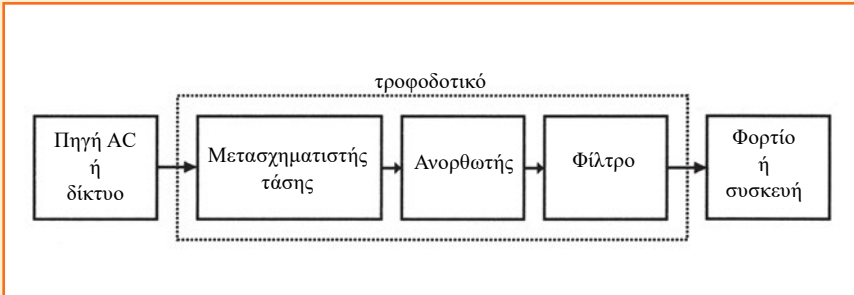 τροφοδοτικό
Πηγή AC
ή
δίκτυο
Μετασχηματιστής
τάσης
Ανορθωτής
Φίλτρο
Φορτίο
ή
συσκευή